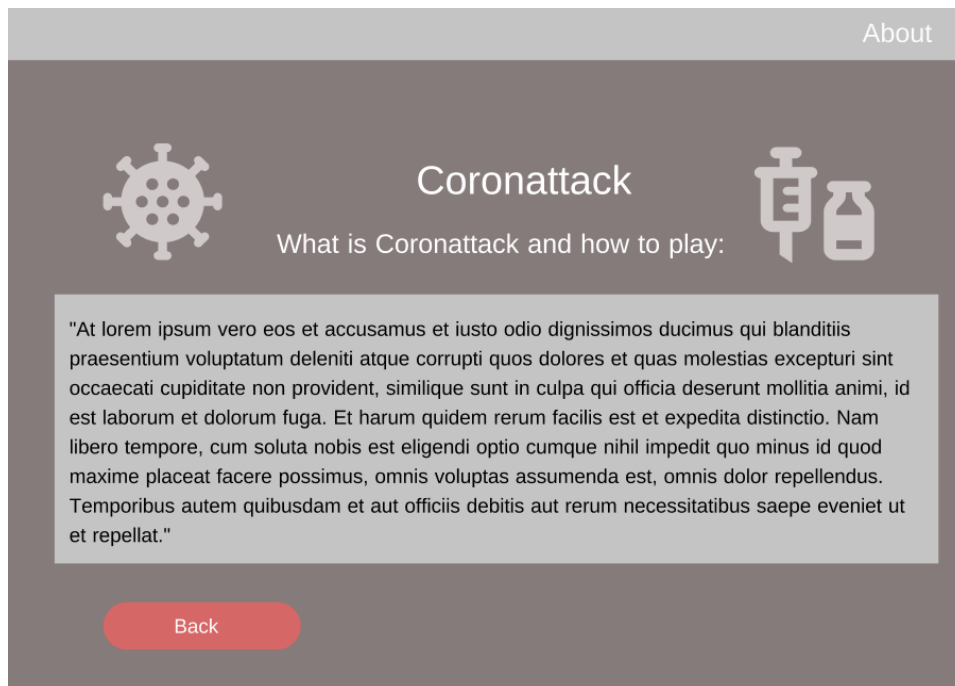 About
Coronattack
What is Coronattack and how to play:
"At lorem ipsum vero eos et accusamus et iusto odio dignissimos ducimus qui blanditiis
praesentium voluptatum deleniti atque corrupti quos dolores et quas molestias excepturi sint
occaecati cupiditate non provident, similique sunt in culpa qui officia deserunt mollitia animi, id
est laborum et dolorum fuga. Et harum quidem rerum facilis est et expedita distinctio. Nam
libero tempore, cum soluta nobis est eligendi optio cumque nihil impedit quo minus id quod
maxime placeat facere possimus, omnis voluptas assumenda est, omnis dolor repellendus.
Temporibus autem quibusdam et aut officiis debitis aut rerum necessitatibus saepe eveniet ut
et repellat."
Back